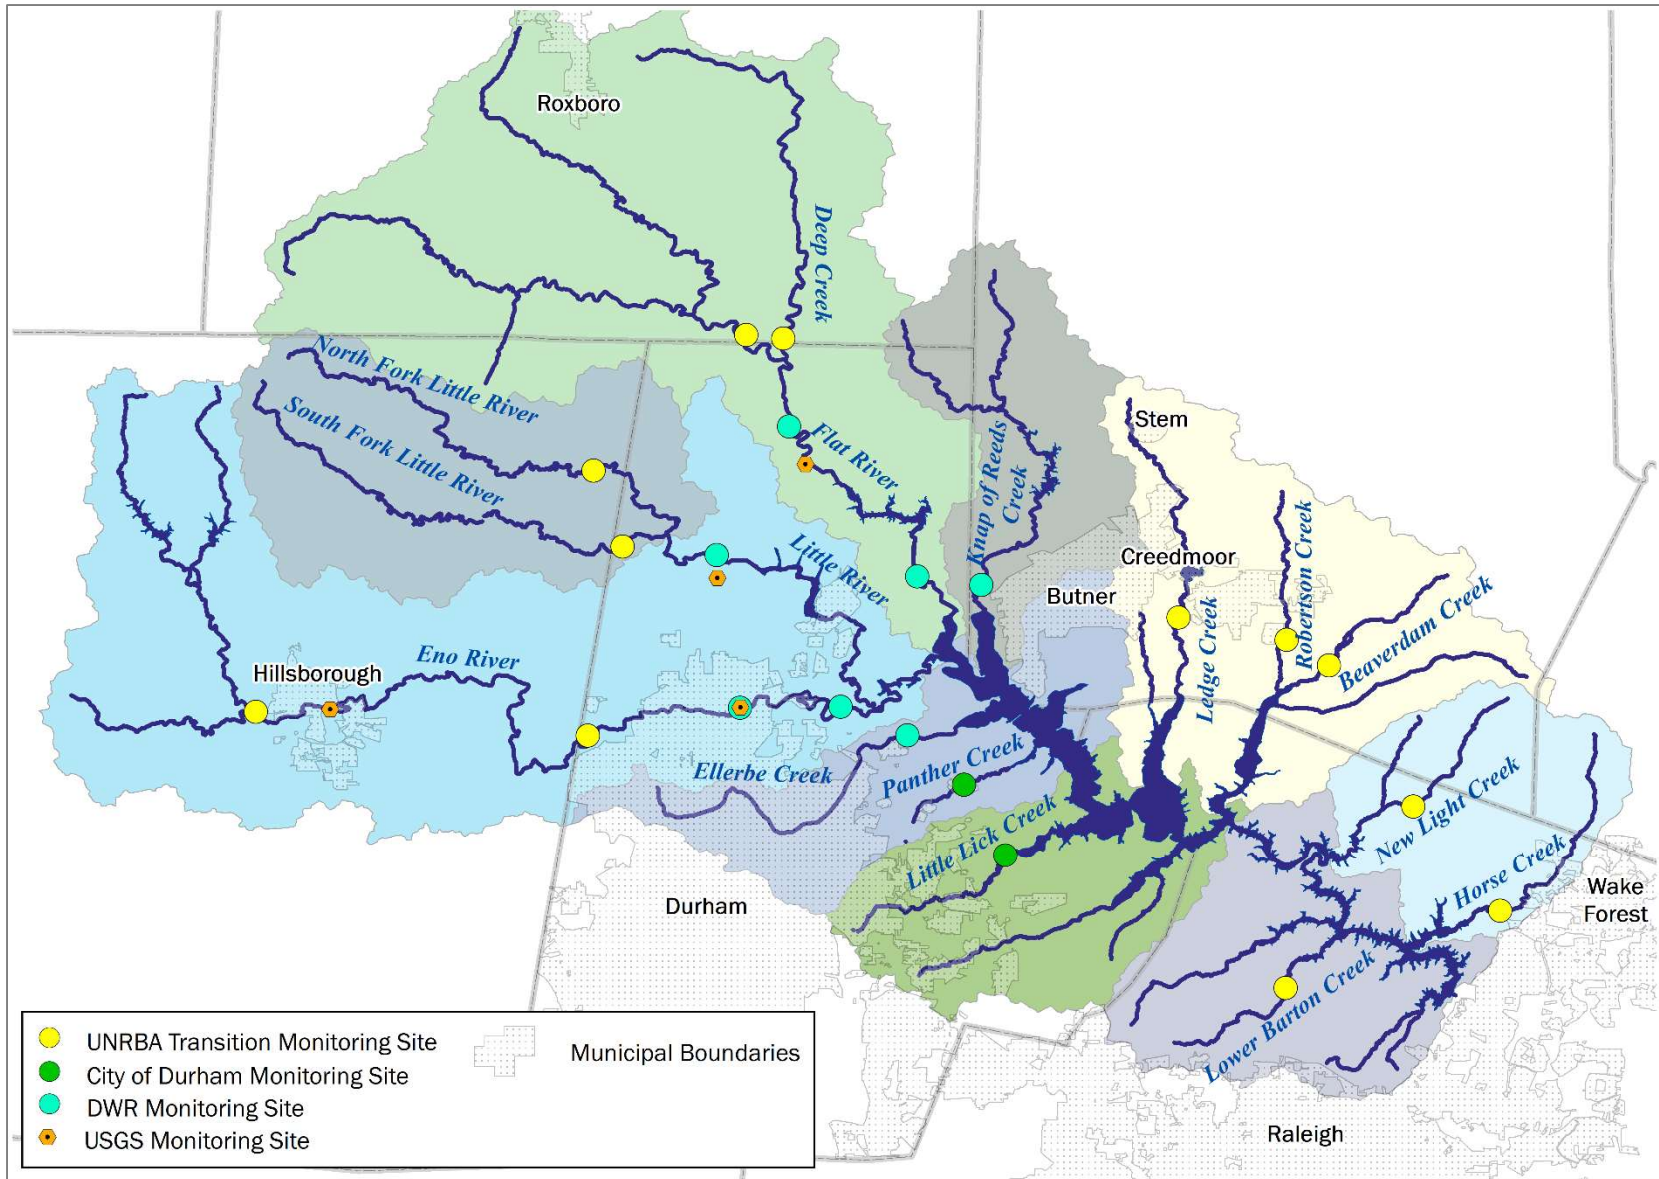 Roxboro
Deep Creek
North Fork Little River
South Fork Little River
Flat River
Knap of Reeds
Creek
Stem
Little River
Creedmoor
Butner
Ledge Creek
Robertson Creek
Beaverdam Creek
Hillsborough
Eno River
Ellerbe Creek
Panther Creek
Little Lick Creek
New Light Creek
Horse Creek
Wake
Forest
Durham
Lower Barton Creek
Raleigh
UNRBA Transition Monitoring Site
City of Durham Monitoring Site
DWR Monitoring Site
USGS Monitoring Site
Municipal Boundaries